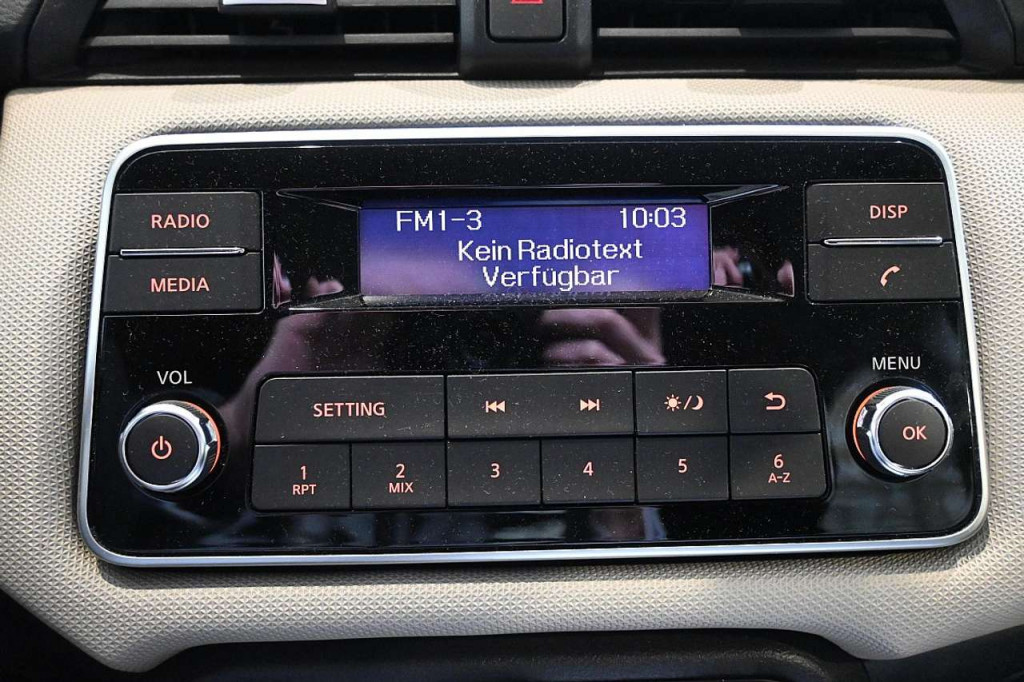 FM1-3 10:03
Kein Radiotext
Verfügbar
RADIO
MEDIA
DISP
VOL
MENU
OK
SETTING
1 2 3 4 5 6
RPT MIX A-Z